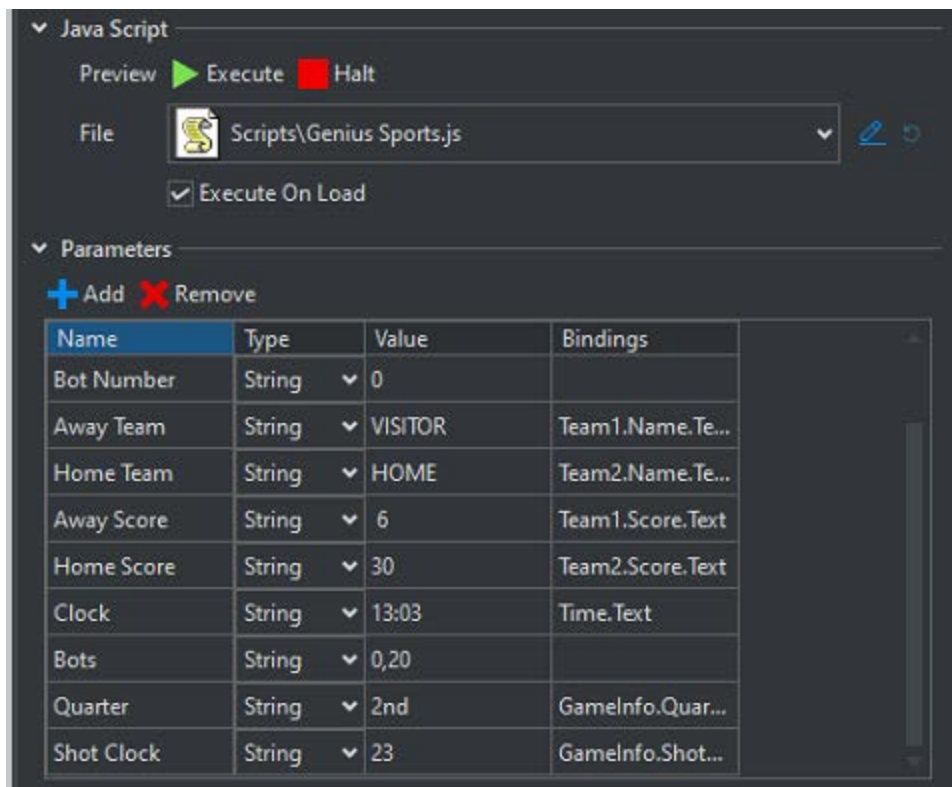 Java Script
Preview Execute Halt
File Scripts\Genius Sports.js
Execute On Load
Parameters
Add Remove
Name Type Value Bindings
Bot Number String 0
Away Team String VISITOR Team1.Name.Te...
Home Team String HOME Team2.Name.Te...
Away Score String 6 Team1.Score.Text
Home Score String 30 Team2.Score.Text
Clock String 13:03 Time.Text
Bots String 0,20
Quarter String 2nd GameInfo.Quar...
Shot Clock String 23 GameInfo.Shot...